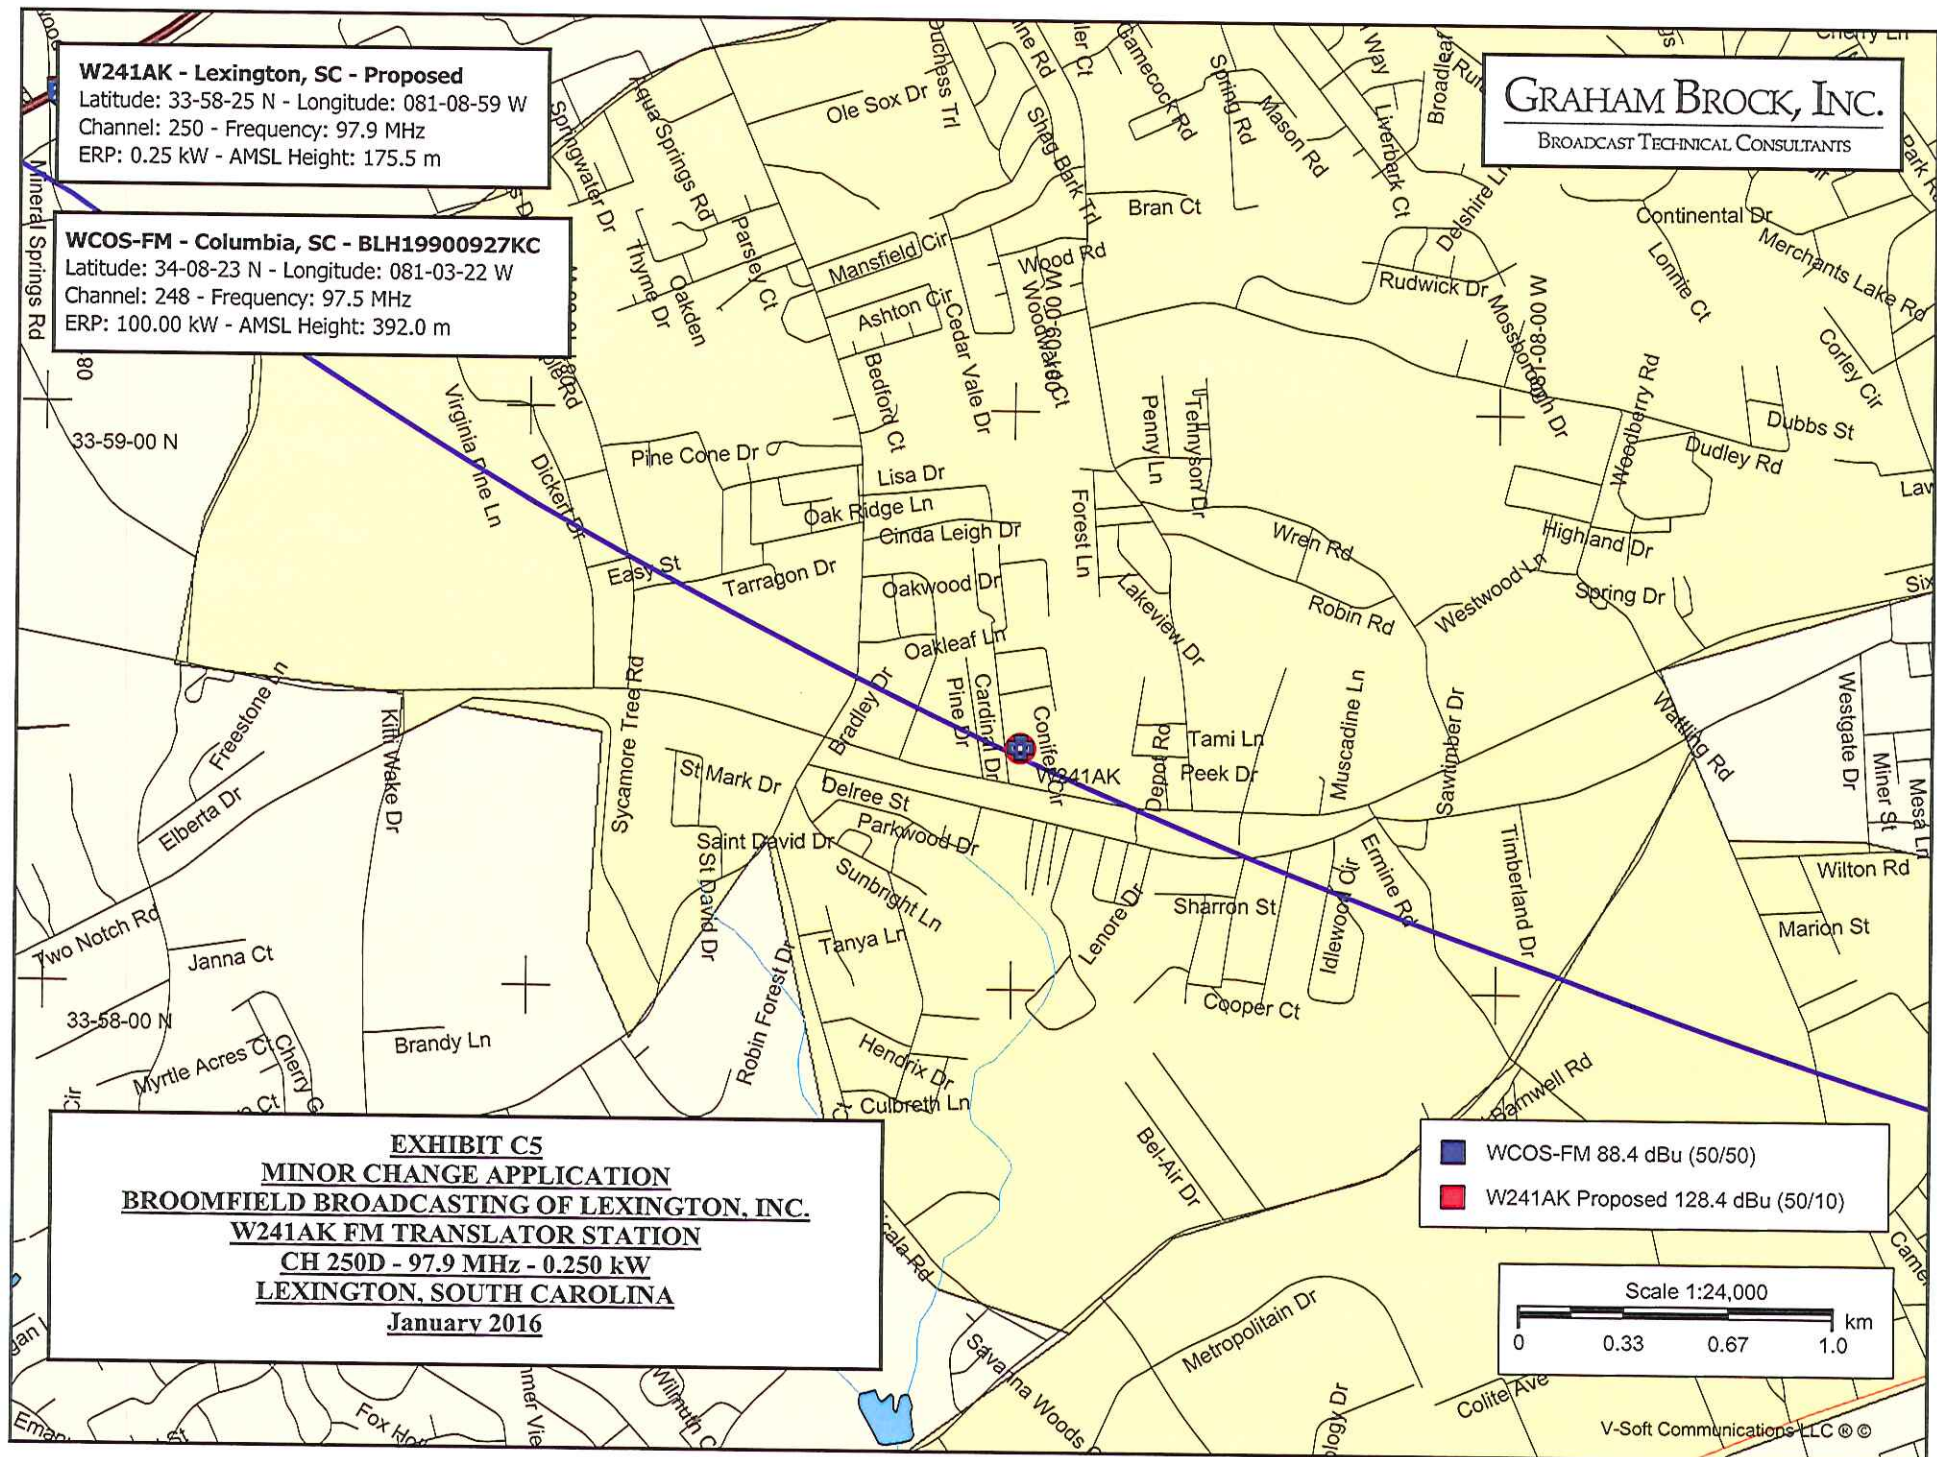 W241AK - Lexington, SC - Proposed
Latitude: 33-58-25 N - Longitude: 081-08-59 W
Channel: 250 - Frequency: 97.9 MHz
ERP: 0.25 kW - AMSL Height: 175.5 m
WCOS-FM - Columbia, SC - BLH19900927KC
Latitude: 34-08-23 N - Longitude: 081-03-22 W
Channel: 248 - Frequency: 97.5 MHz
ERP: 100.00 kW - AMSL Height: 392.0 m
GRAHAM BROCK, INC.
BROADCAST TECHNICAL CONSULTANTS
Ole Sox Dr
Aqua Springs Rd
Springwater Dr
Duchess Trl
Shag Bark Trl
Gamecock Rd
Spring Rd
Mason Rd
Way
Liverbark Ct
Broadleaf
Delshire Ln
Mineral Springs Rd
Bran Ct
Continental Dr
Merchants Lake Rd
Lonnie Ct
Parsley Ct
Thyme Dr
Oakden
Mansfield Cir
Wood Rd
Rudwick Dr
Ashton Cir
Cedar Vale Dr
Mossborough Dr
Corley Cir
Bedford Ct
33-59-00 N
Virginia Pine Ln
Dickert Dr
Pine Cone Dr
Lisa Dr
Oak Ridge Ln
Cinda Leigh Dr
Forest Ln
Penny Ln
Tennyson Dr
Woodberry Rd
Dubbs St
Dudley Rd
Wren Rd
Highland Dr
Easy St
Tarragon Dr
Oakwood Dr
Lakeview Dr
Robin Rd
Westwood Ln
Spring Dr
Oakleaf Ln
Freestone Ln
Kitti Wake Dr
Sycamore Tree Rd
Bradley Dr
Pine Dr
Cardinal Dr
Conifer Cir
W241AK
Depot Rd
Tami Ln
Peek Dr
Muscadine Ln
Sawtimber Dr
Wattling Rd
Westgate Dr
Miner St
Mesa Ln
Elberta Dr
St Mark Dr
Delree St
Parkwood Dr
Saint David Dr
Sunbright Ln
St David Dr
Ermine Rd
Timberland Dr
Wilton Rd
Marion St
Two Notch Rd
Janna Ct
Tanya Ln
Lenore Dr
Sharron St
Idlewood Cir
Cooper Ct
33-58-00 N
Brandy Ln
Myrtle Acres Ct
Robin Forest Dr
Hendrix Dr
Culbreth Ln
Barnwell Rd
Bel-Air Dr
EXHIBIT C5
MINOR CHANGE APPLICATION
BROOMFIELD BROADCASTING OF LEXINGTON, INC.
W241AK FM TRANSLATOR STATION
CH 250D - 97.9 MHz - 0.250 kW
LEXINGTON, SOUTH CAROLINA
January 2016
WCOS-FM 88.4 dBu (50/50)
W241AK Proposed 128.4 dBu (50/10)
Scale 1:24,000
km
0 0.33 0.67 1.0
Metropolitain Dr
Savanna Woods
Colite Ave
V-Soft Communications LLC ® ©